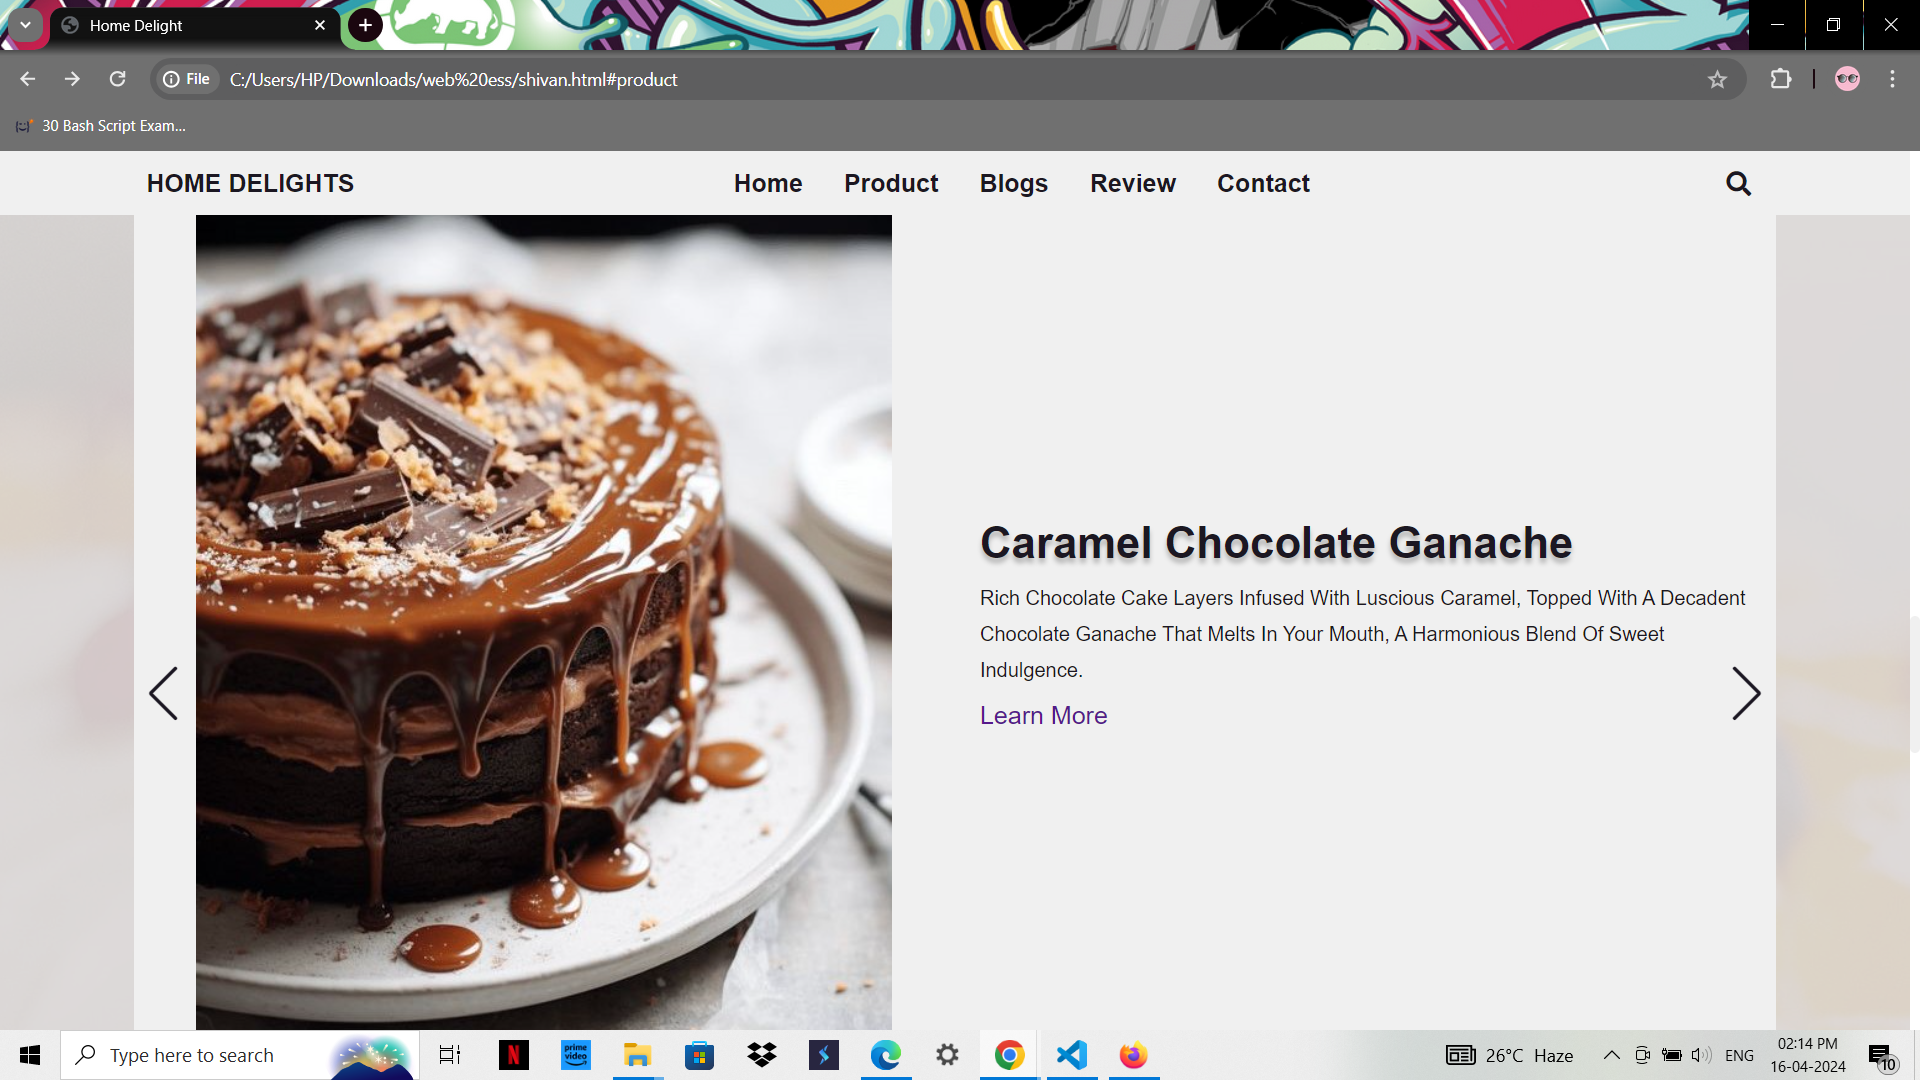 Home Delight
File C:/Users/HP/Downloads/web%20ess/shivan.html#product
30 Bash Script Exam...
HOME DELIGHTS Home Product Blogs Review Contact
Caramel Chocolate Ganache
Rich Chocolate Cake Layers Infused With Luscious Caramel, Topped With A Decadent
Chocolate Ganache That Melts In Your Mouth, A Harmonious Blend Of Sweet
Indulgence.
Learn More
Type here to search
N
prime video
26°C Haze
ENG
02:14 PM
16-04-2024
10